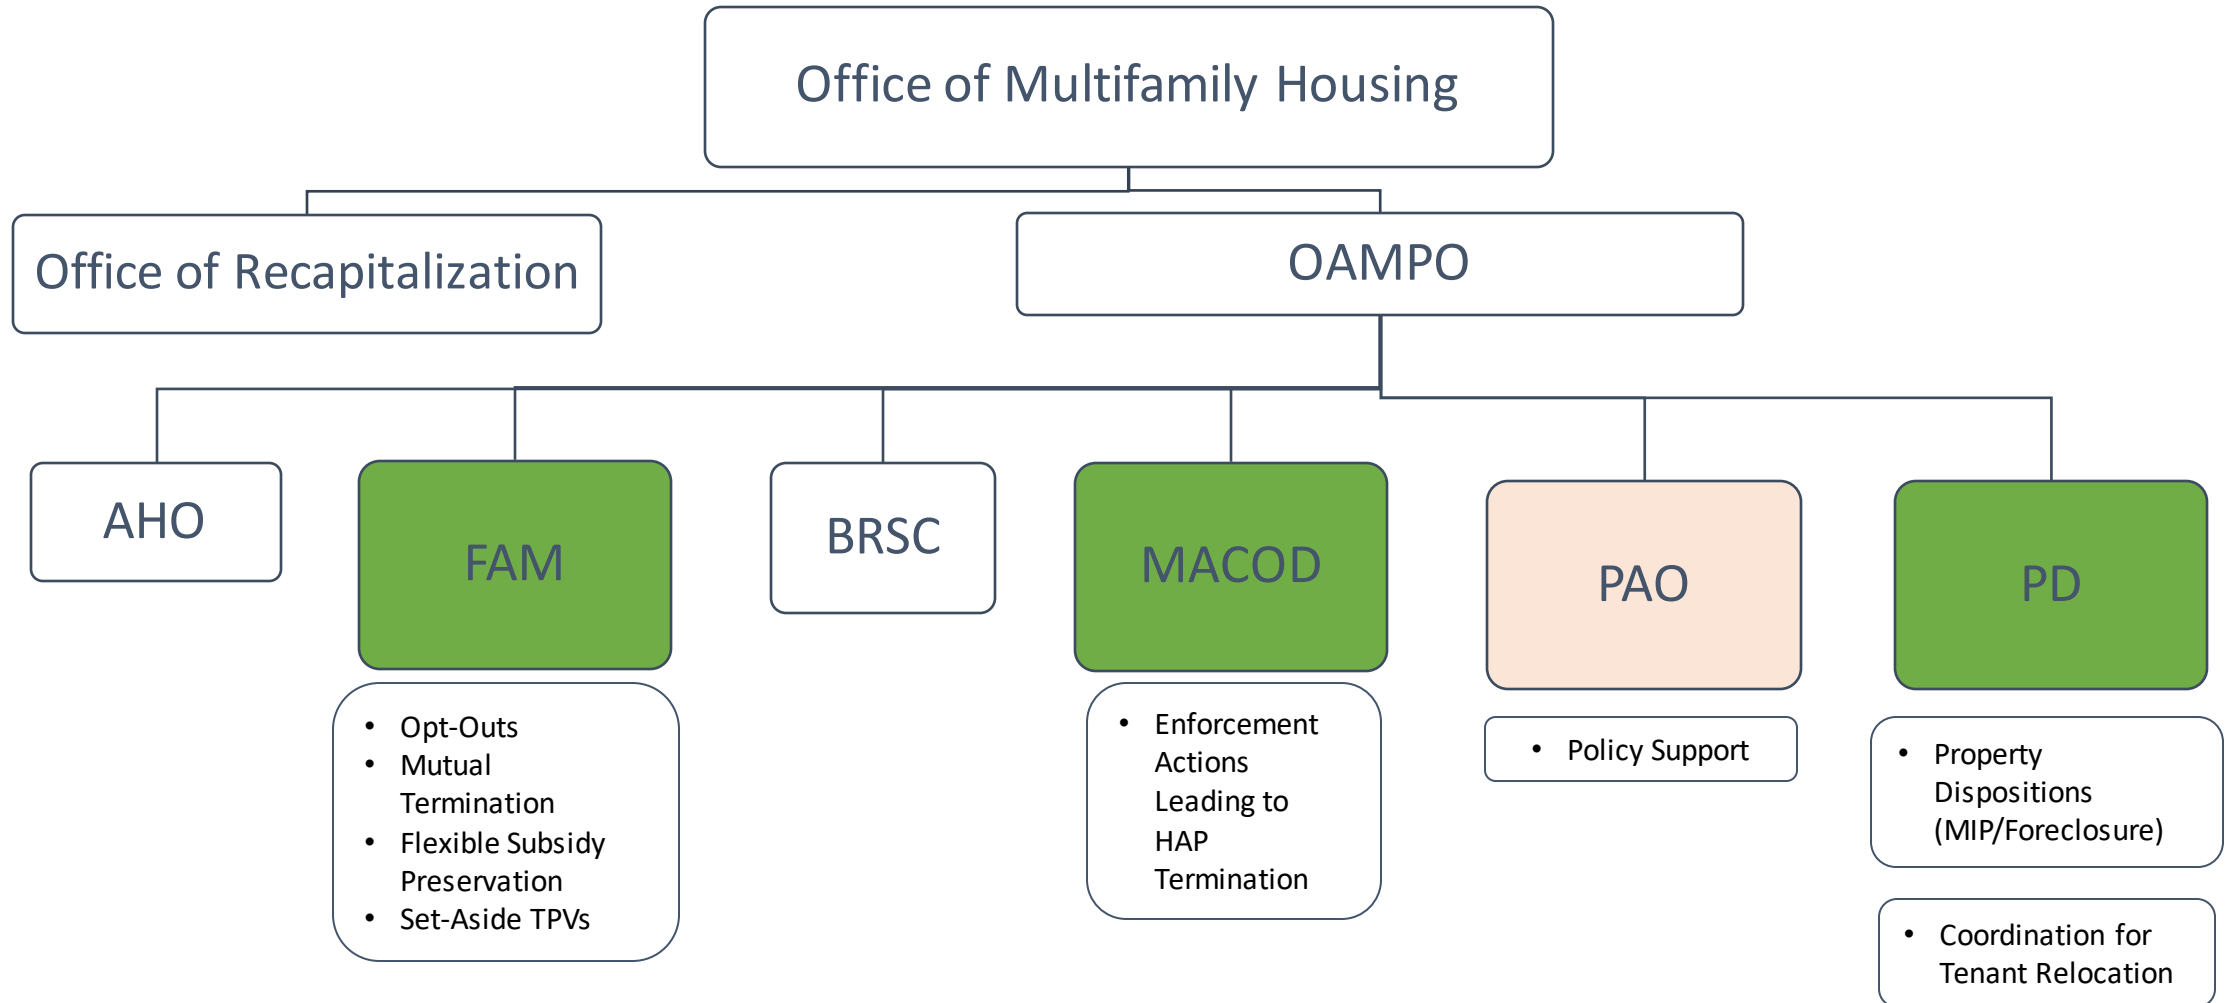 Office of Multifamily Housing
Office of Recapitalization
OAMPO
AHO
FAM
BRSC
MACOD
PAO
PD
• Opt-Outs
• Mutual
Termination
• Flexible Subsidy
Preservation
• Set-Aside TPVs
• Enforcement
Actions
Leading to
HAP
Termination
• Policy Support
• Property
Dispositions
(MIP/Foreclosure)
• Coordination for
Tenant Relocation